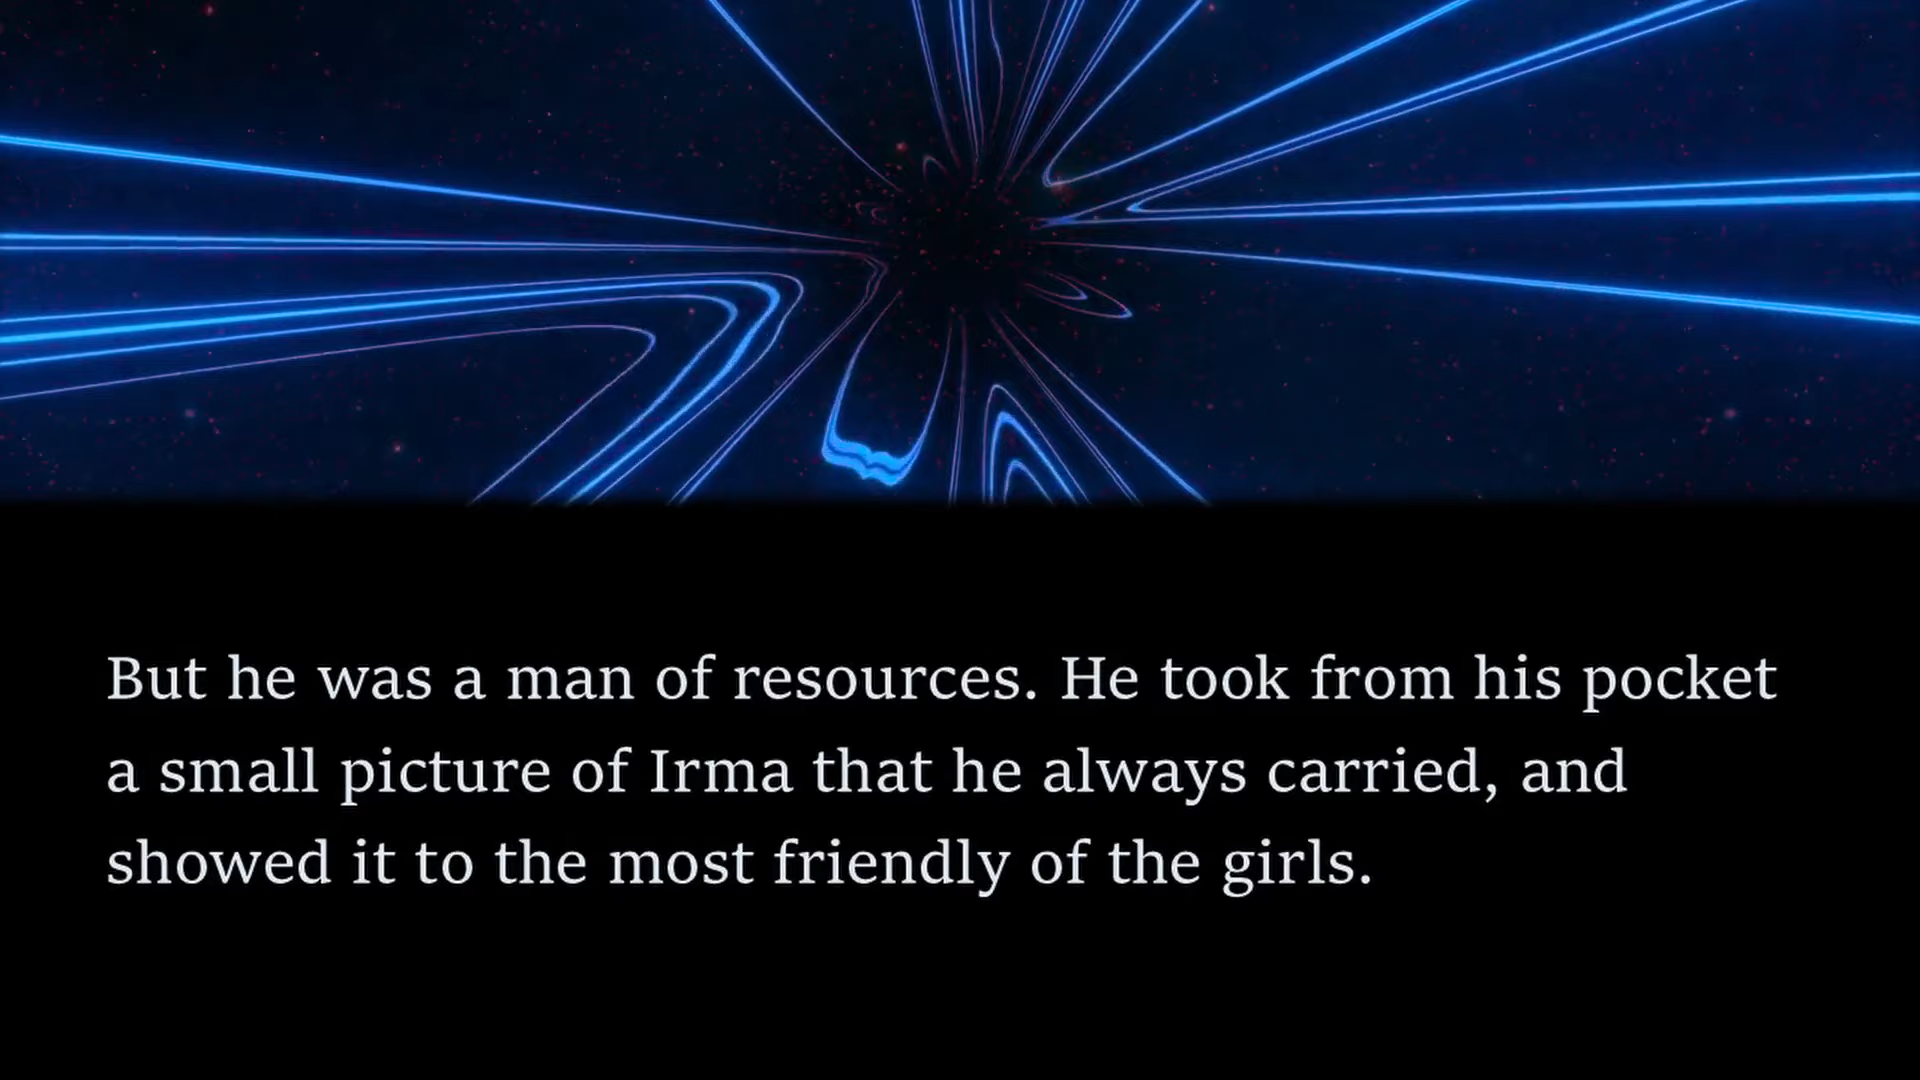 But he was a man of resources. He took from his pocket
a small picture of Irma that he always carried, and
showed it to the most friendly of the girls.